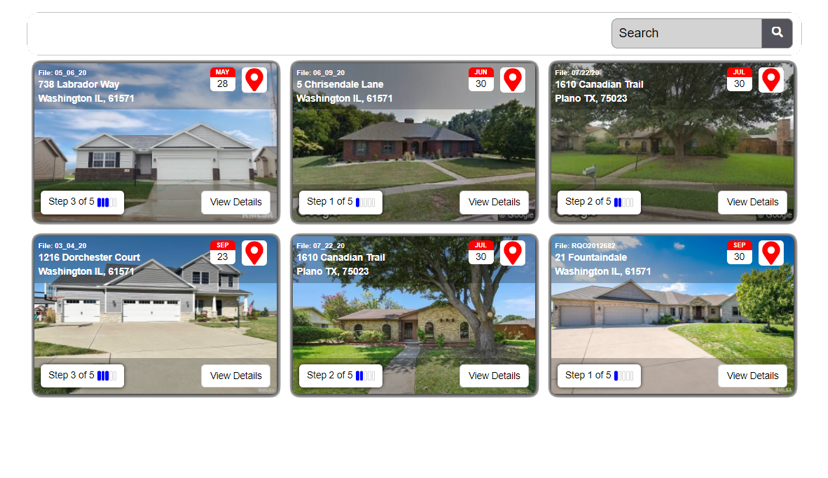 Search
File: 05_06_20
738 Labrador Way
Washington IL, 61571
MAY
28
Step 3 of 5
View Details
File: 06_09_20
5 Chrisendale Lane
Washington IL, 61571
JUN
30
Step 1 of 5
View Details
Google
© Google
File: 07/22/20
1610 Canadian Trail
Plano TX, 75023
JUL
30
Step 2 of 5
View Details
Google
© Google
File: 03_04_20
1216 Dorchester Court
Washington IL, 61571
SEP
23
Step 3 of 5
View Details
File: 07_22_20
1610 Canadian Trail
Plano TX, 75023
JUL
30
Step 2 of 5
View Details
File: RQO2012682
21 Fountaindale
Washington IL, 61571
SEP
30
Step 1 of 5
View Details